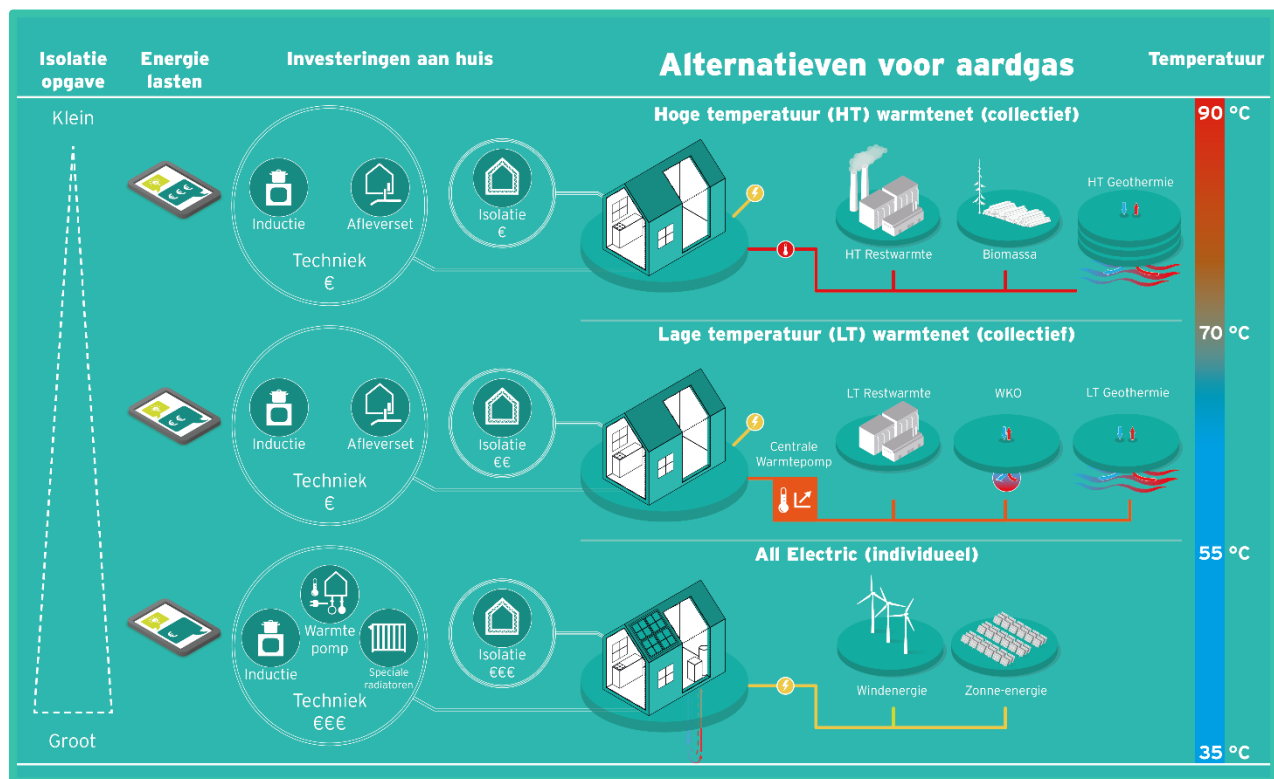 Isolatie
opgave
Energie
lasten
Investeringen aan huis
Alternatieven voor aardgas
Temperatuur
Klein
Hoge temperatuur (HT) warmtenet (collectief)
90 °C
Inductie
Afleverset
Techniek
€
Isolatie
€
HT Restwarmte
Biomassa
HT Geothermie
70 °C
Lage temperatuur (LT) warmtenet (collectief)
Inductie
Afleverset
Techniek
€
Isolatie
€€
Centrale
Warmtepomp
LT Restwarmte
WKO
LT Geothermie
55 °C
All Electric (individueel)
Warmte
pomp
Inductie
Speciale
radiatoren
Techniek
€€€
Isolatie
€€€
Windenergie
Zonne-energie
Groot
35 °C